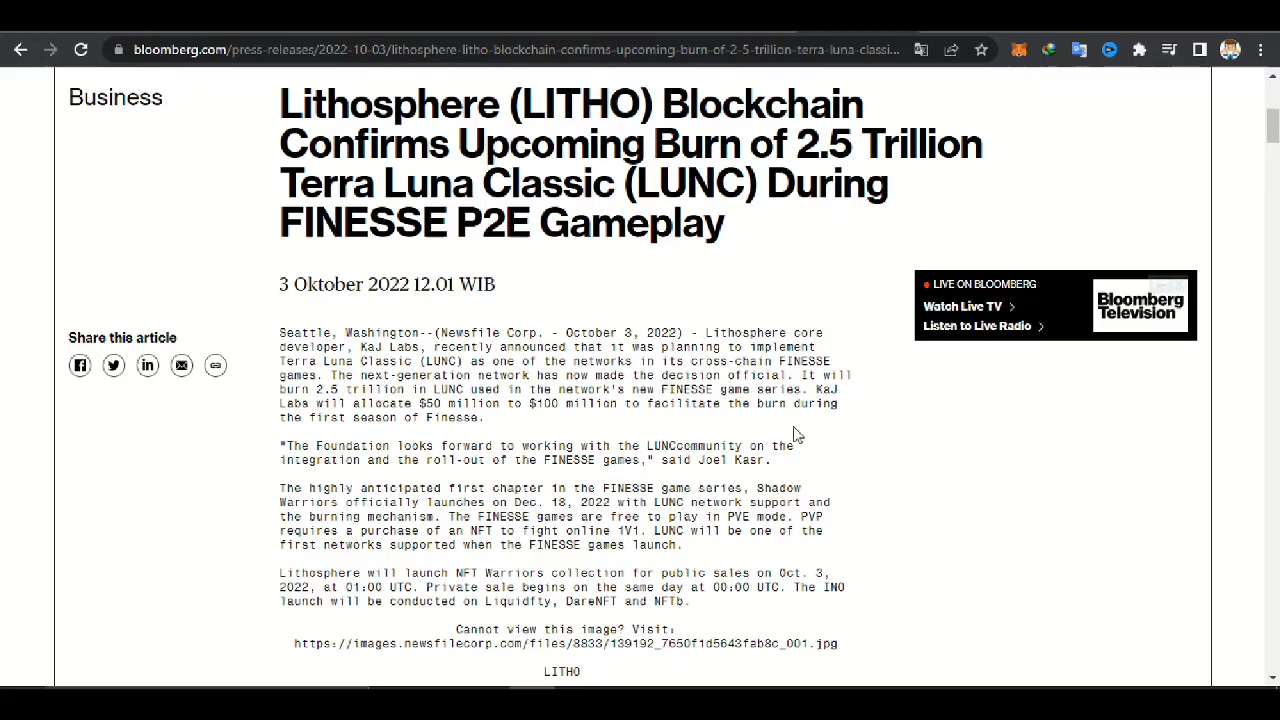 bloomberg.com/press-releases/2022-10-03/lithosphere-litho-blockchain-confirms-upcoming-burn-of-2-5-trillion-terra-luna-classi...
Business
Lithosphere (LITHO) Blockchain
Confirms Upcoming Burn of 2.5 Trillion
Terra Luna Classic (LUNC) During
FINESSE P2E Gameplay
3 Oktober 2022 12.01 WIB
LIVE ON BLOOMBERG
Watch Live TV
Listen to Live Radio
Bloomberg
Television
Share this article
Seattle, Washington--(Newsfile Corp. - October 3, 2022) - Lithosphere core
developer, KaJ Labs, recently announced that it was planning to implement
Terra Luna Classic (LUNC) as one of the networks in its cross-chain FINESSE
games. The next-generation network has now made the decision official. It will
burn 2.5 trillion in LUNC used in the network's new FINESSE game series. KaJ
Labs will allocate $50 million to $100 million to facilitate the burn during
the first season of Finesse.
"The Foundation looks forward to working with the LUNCcommunity on the
integration and the roll-out of the FINESSE games," said Joel Kasr.
The highly anticipated first chapter in the FINESSE game series, Shadow
Warriors officially launches on Dec. 18, 2022 with LUNC network support and
the burning mechanism. The FINESSE games are free to play in PVE mode. PVP
requires a purchase of an NFT to fight online 1V1. LUNC will be one of the
first networks supported when the FINESSE games launch.
Lithosphere will launch NFT Warriors collection for public sales on Oct. 3,
2022, at 01:00 UTC. Private sale begins on the same day at 00:00 UTC. The INO
launch will be conducted on Liquidfty, DareNFT and NFTb.
Cannot view this image? Visit:
https://images.newsfilecorp.com/files/8833/139192_7650f1d5643fab8c_001.jpg
LITHO